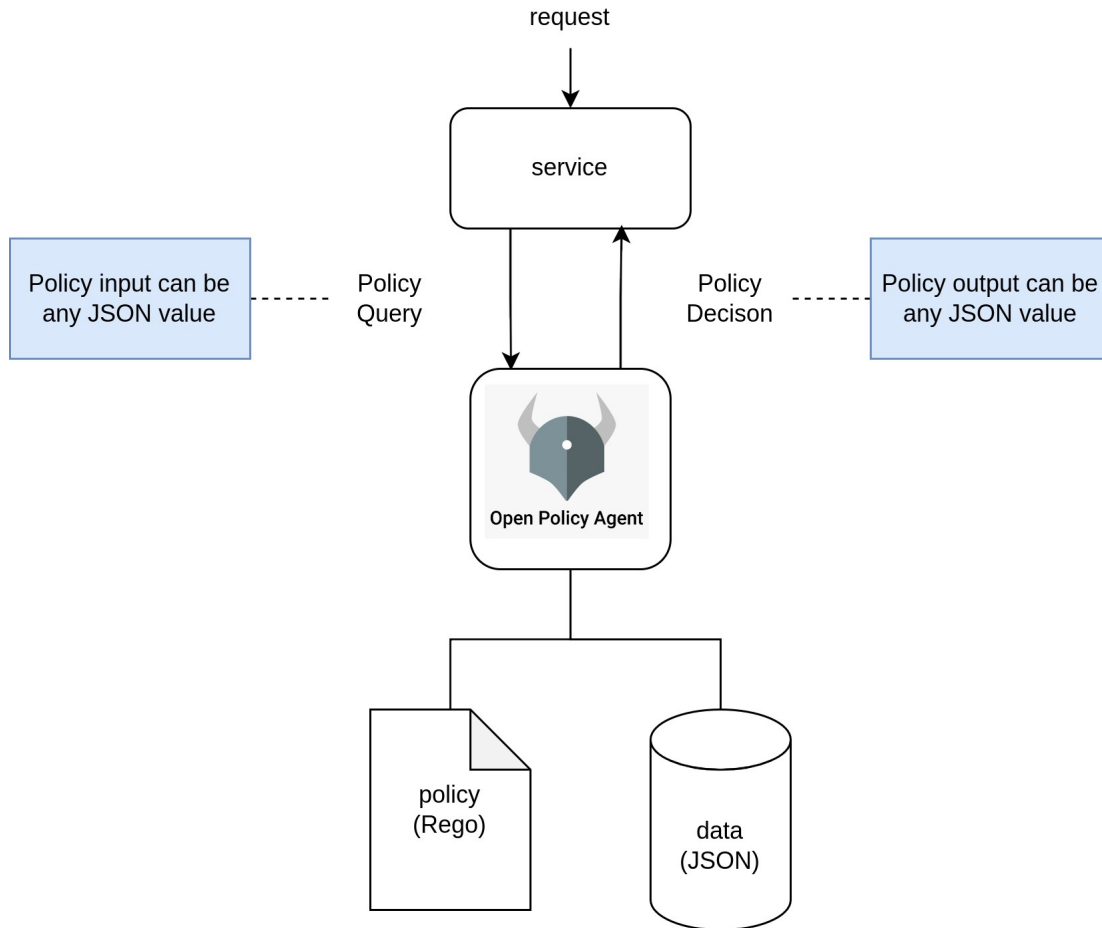 request
service
Policy input can be
any JSON value
Policy
Query
Policy
Decison
Policy output can be
any JSON value
Open Policy Agent
policy
(Rego)
data
(JSON)